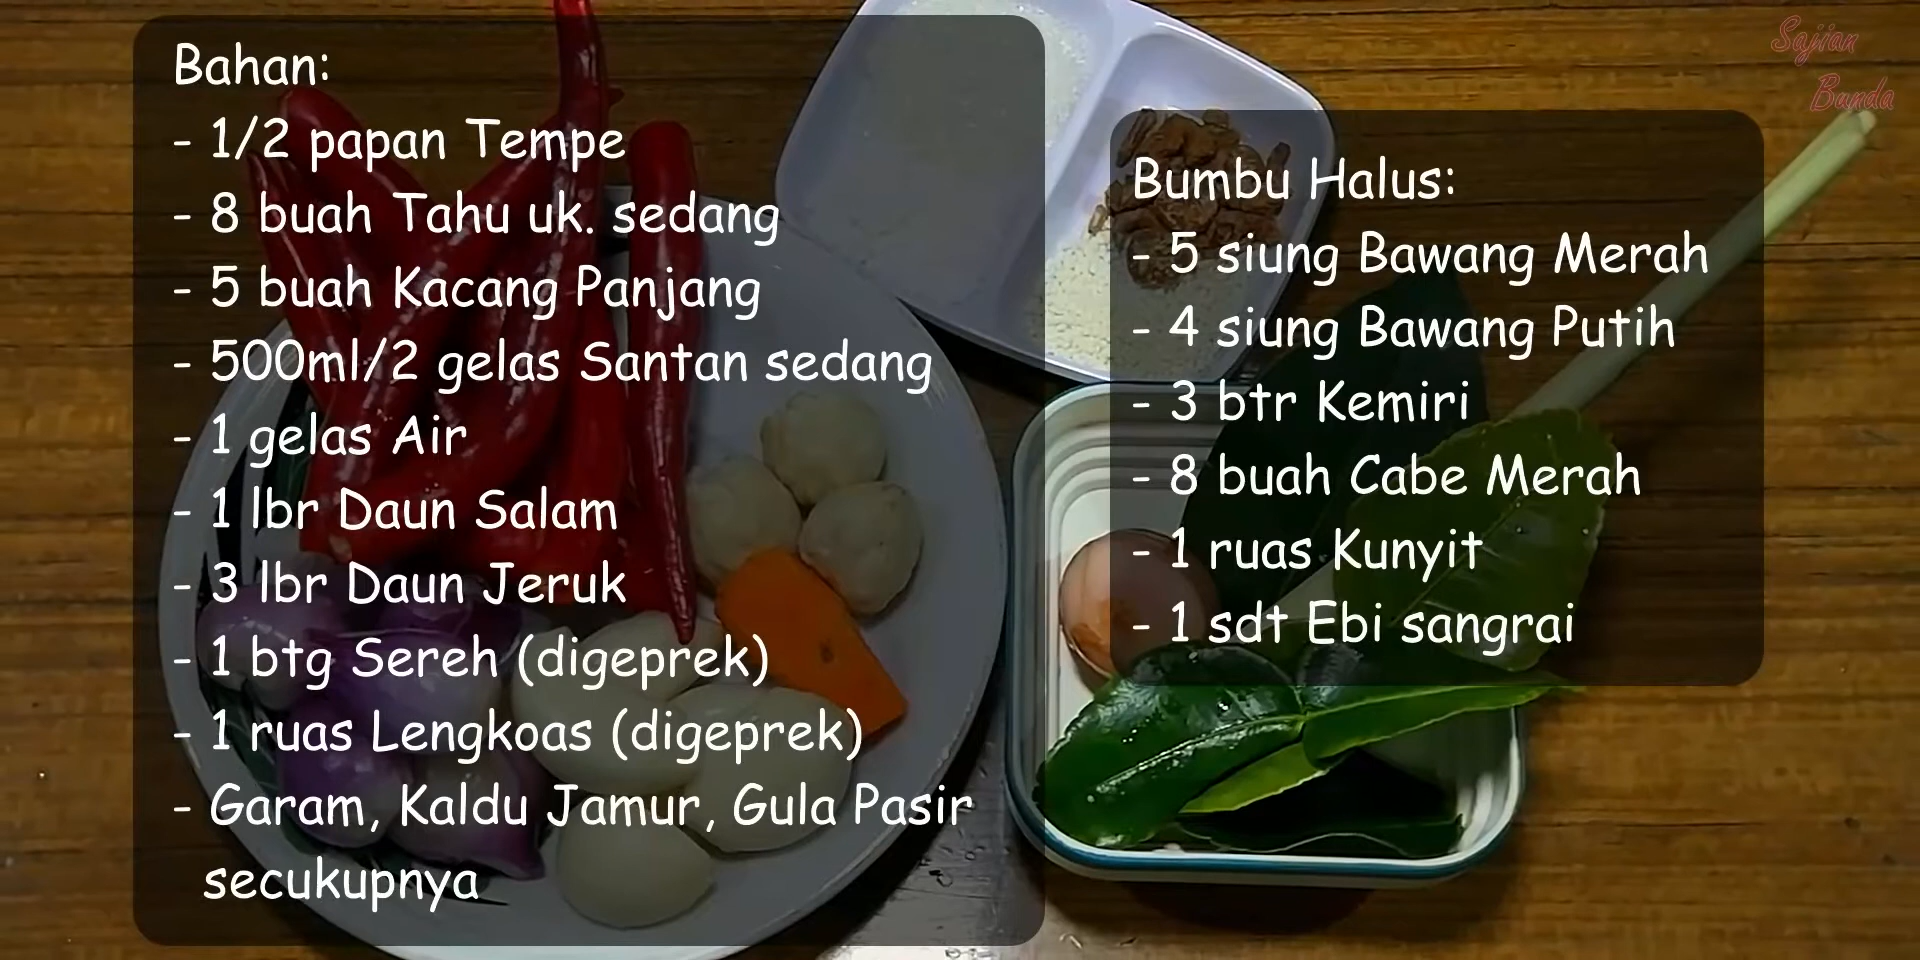 Bahan:
- 1/2 papan Tempe
- 8 buah Tahu uk. sedang
- 5 buah Kacang Panjang
- 500ml/2 gelas Santan sedang
- 1 gelas Air
- 1 lbr Daun Salam
- 3 lbr Daun Jeruk
- 1 btg Sereh (digeprek)
- 1 ruas Lengkoas (digeprek)
- Garam, Kaldu Jamur, Gula Pasir
secukupnya
Bumbu Halus:
- 5 siung Bawang Merah
- 4 siung Bawang Putih
- 3 btr Kemiri
- 8 buah Cabe Merah
- 1 ruas Kunyit
- 1 sdt Ebi sangrai
Sajian
Bunda